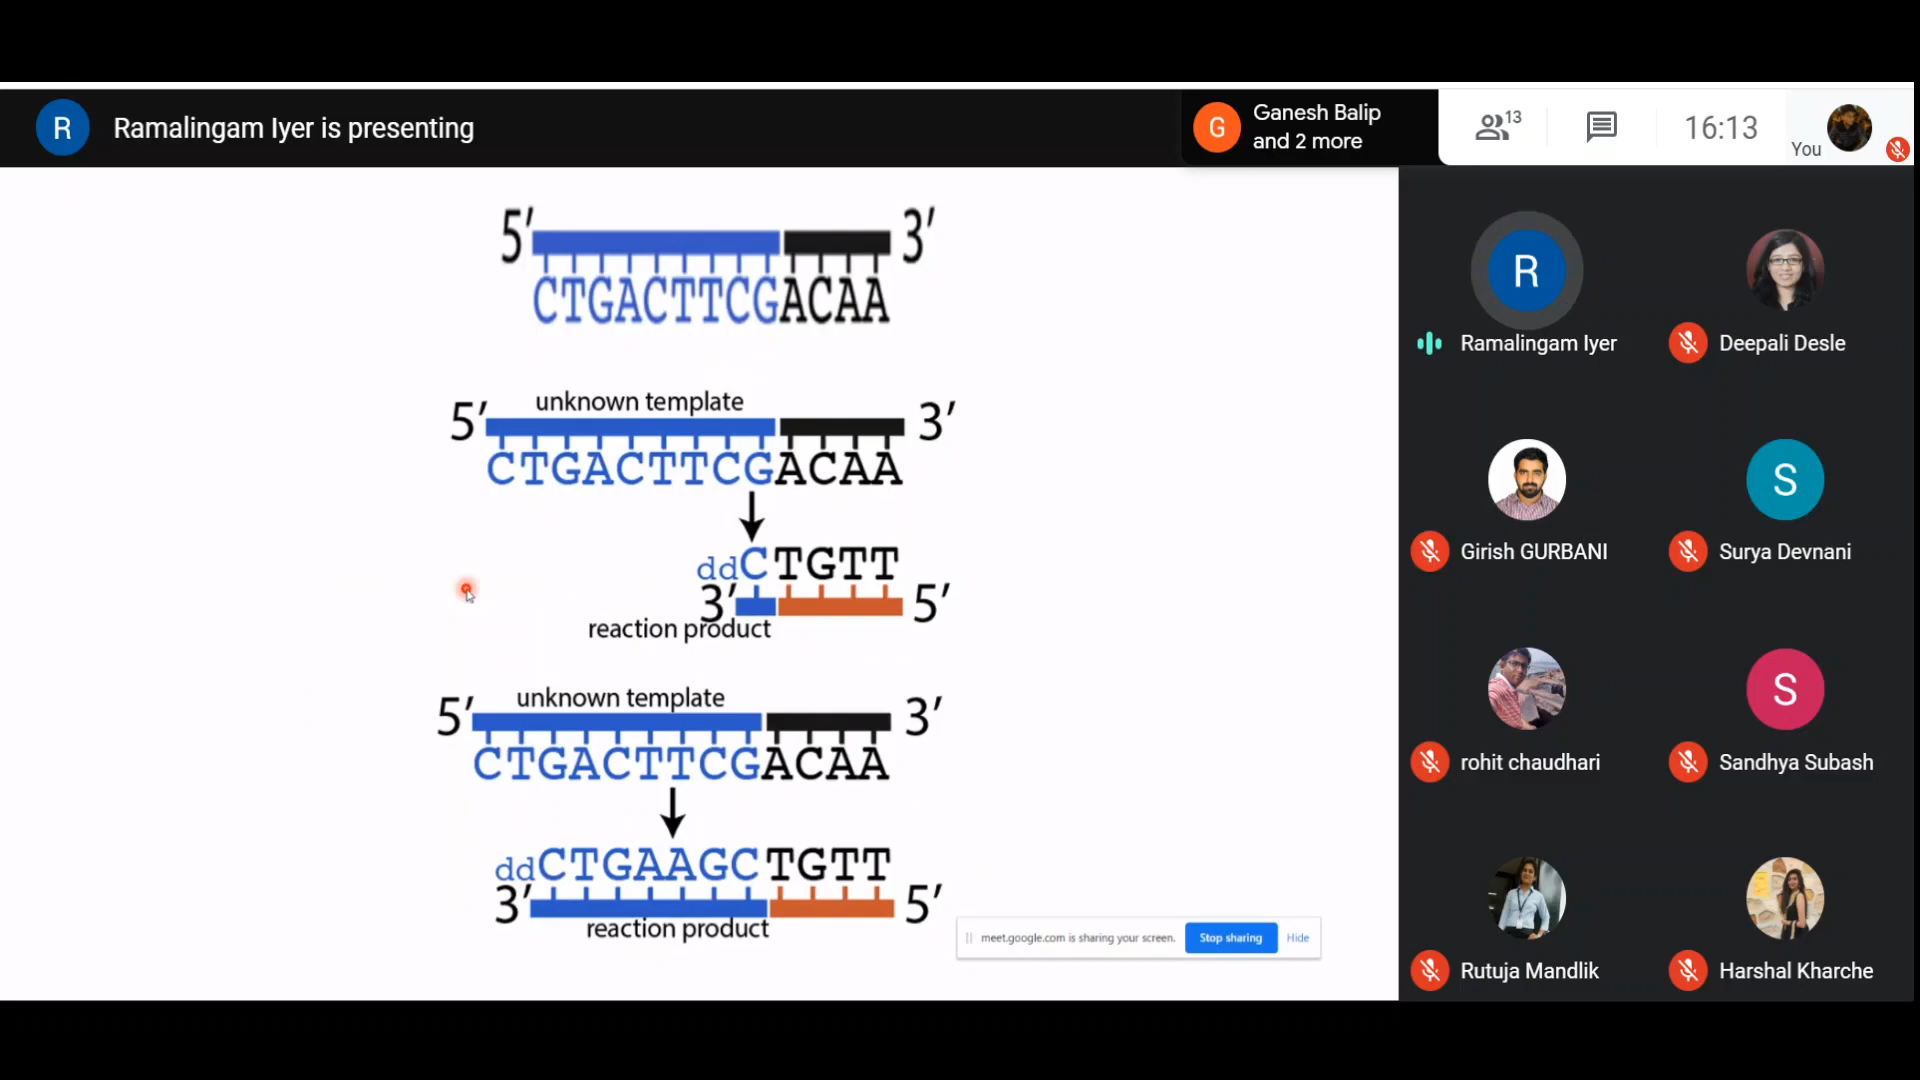 R Ramalingam Iyer is presenting
G Ganesh Balip
and 2 more
13
16:13
You
5′ 3′
CTGACTTCGACAA
unknown template
5′ 3′
CTGACTTCGACAA
ddCTGTT
3′ 5′
reaction product
unknown template
5′ 3′
CTGACTTCGACAA
ddCTGAAGCTGTT
3′ 5′
reaction product
meet.google.com is sharing your screen. Stop sharing Hide
R
Ramalingam Iyer
Deepali Desle
S
Girish GURBANI
Surya Devnani
S
rohit chaudhari
Sandhya Subash
Rutuja Mandlik
Harshal Kharche